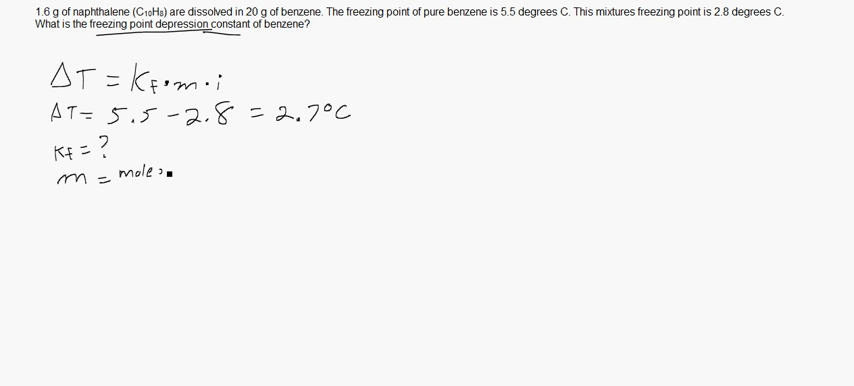 1.6 g of naphthalene (C₁₀H₈) are dissolved in 20 g of benzene. The freezing point of pure benzene is 5.5 degrees C. This mixtures freezing point is 2.8 degrees C.
What is the freezing point depression constant of benzene?
ΔT = Kf · m · i
ΔT = 5.5 - 2.8 = 2.7°C
Kf = ?
m = moles